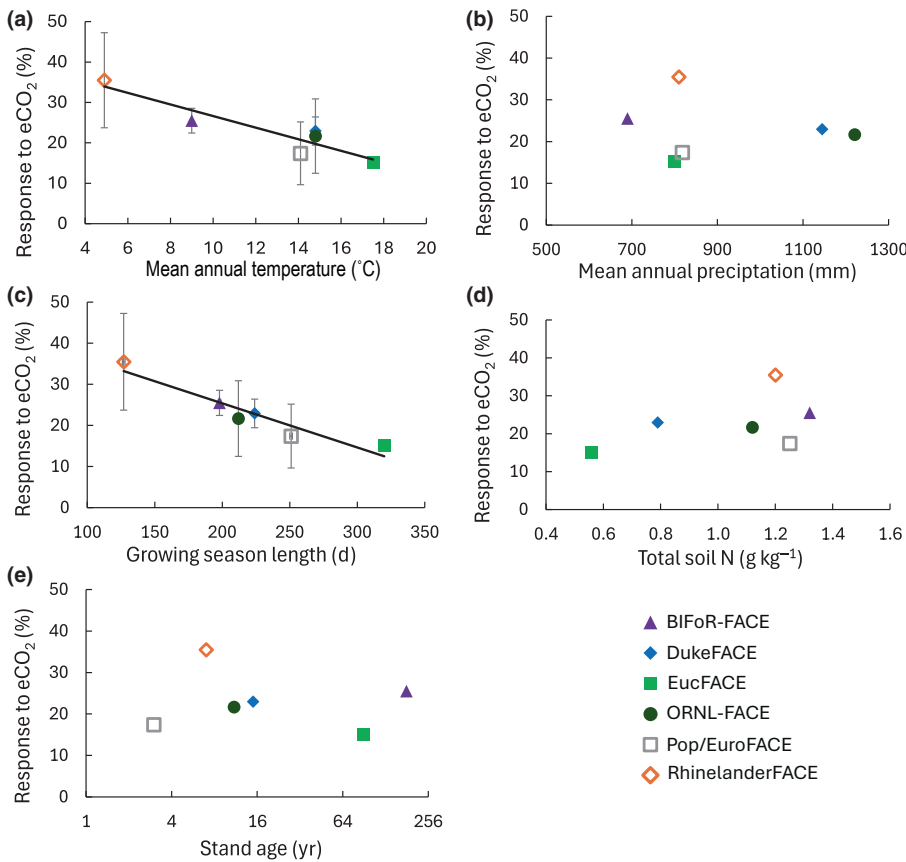 (a)
Response to eCO₂ (%)
50
40
30
20
10
0
4 6 8 10 12 14 16 18 20
Mean annual temperature (˚C)
(b)
Response to eCO₂ (%)
50
40
30
20
10
0
500 700 900 1100 1300
Mean annual preciptation (mm)
(c)
Response to eCO₂ (%)
50
40
30
20
10
0
100 150 200 250 300 350
Growing season length (d)
(d)
Response to eCO₂ (%)
50
40
30
20
10
0
0.4 0.6 0.8 1.0 1.2 1.4 1.6
Total soil N (g kg⁻¹)
(e)
Response to eCO₂ (%)
50
40
30
20
10
0
1 4 16 64 256
Stand age (yr)
BIFoR-FACE
DukeFACE
EucFACE
ORNL-FACE
Pop/EuroFACE
RhinelanderFACE